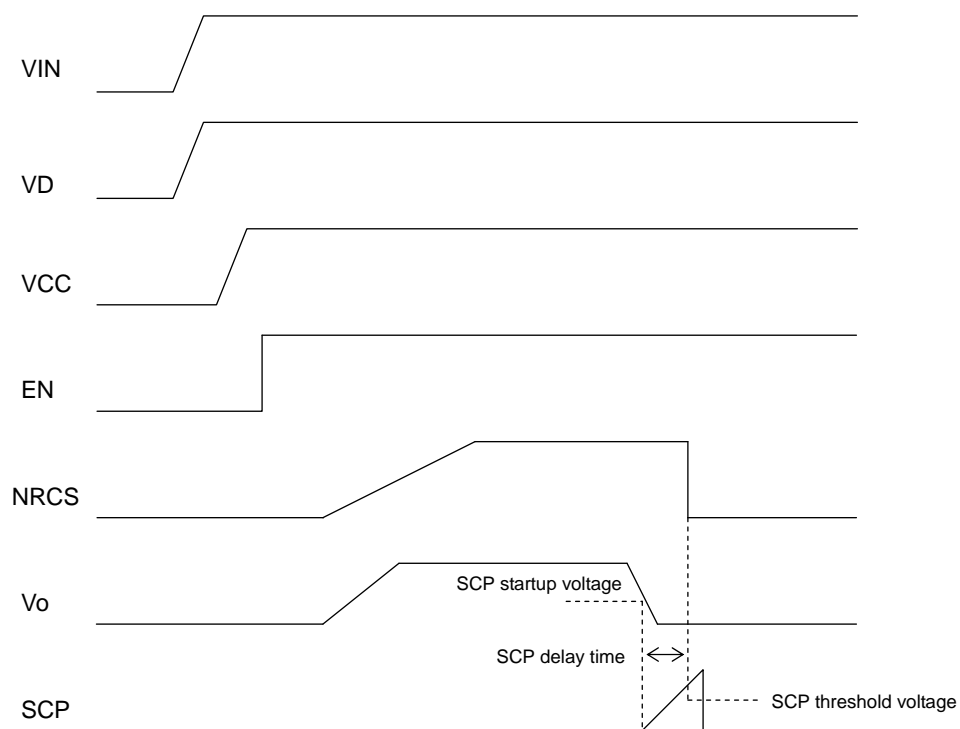 VIN
VD
VCC
EN
NRCS
SCP startup voltage
Vo
SCP delay time
SCP threshold voltage
SCP